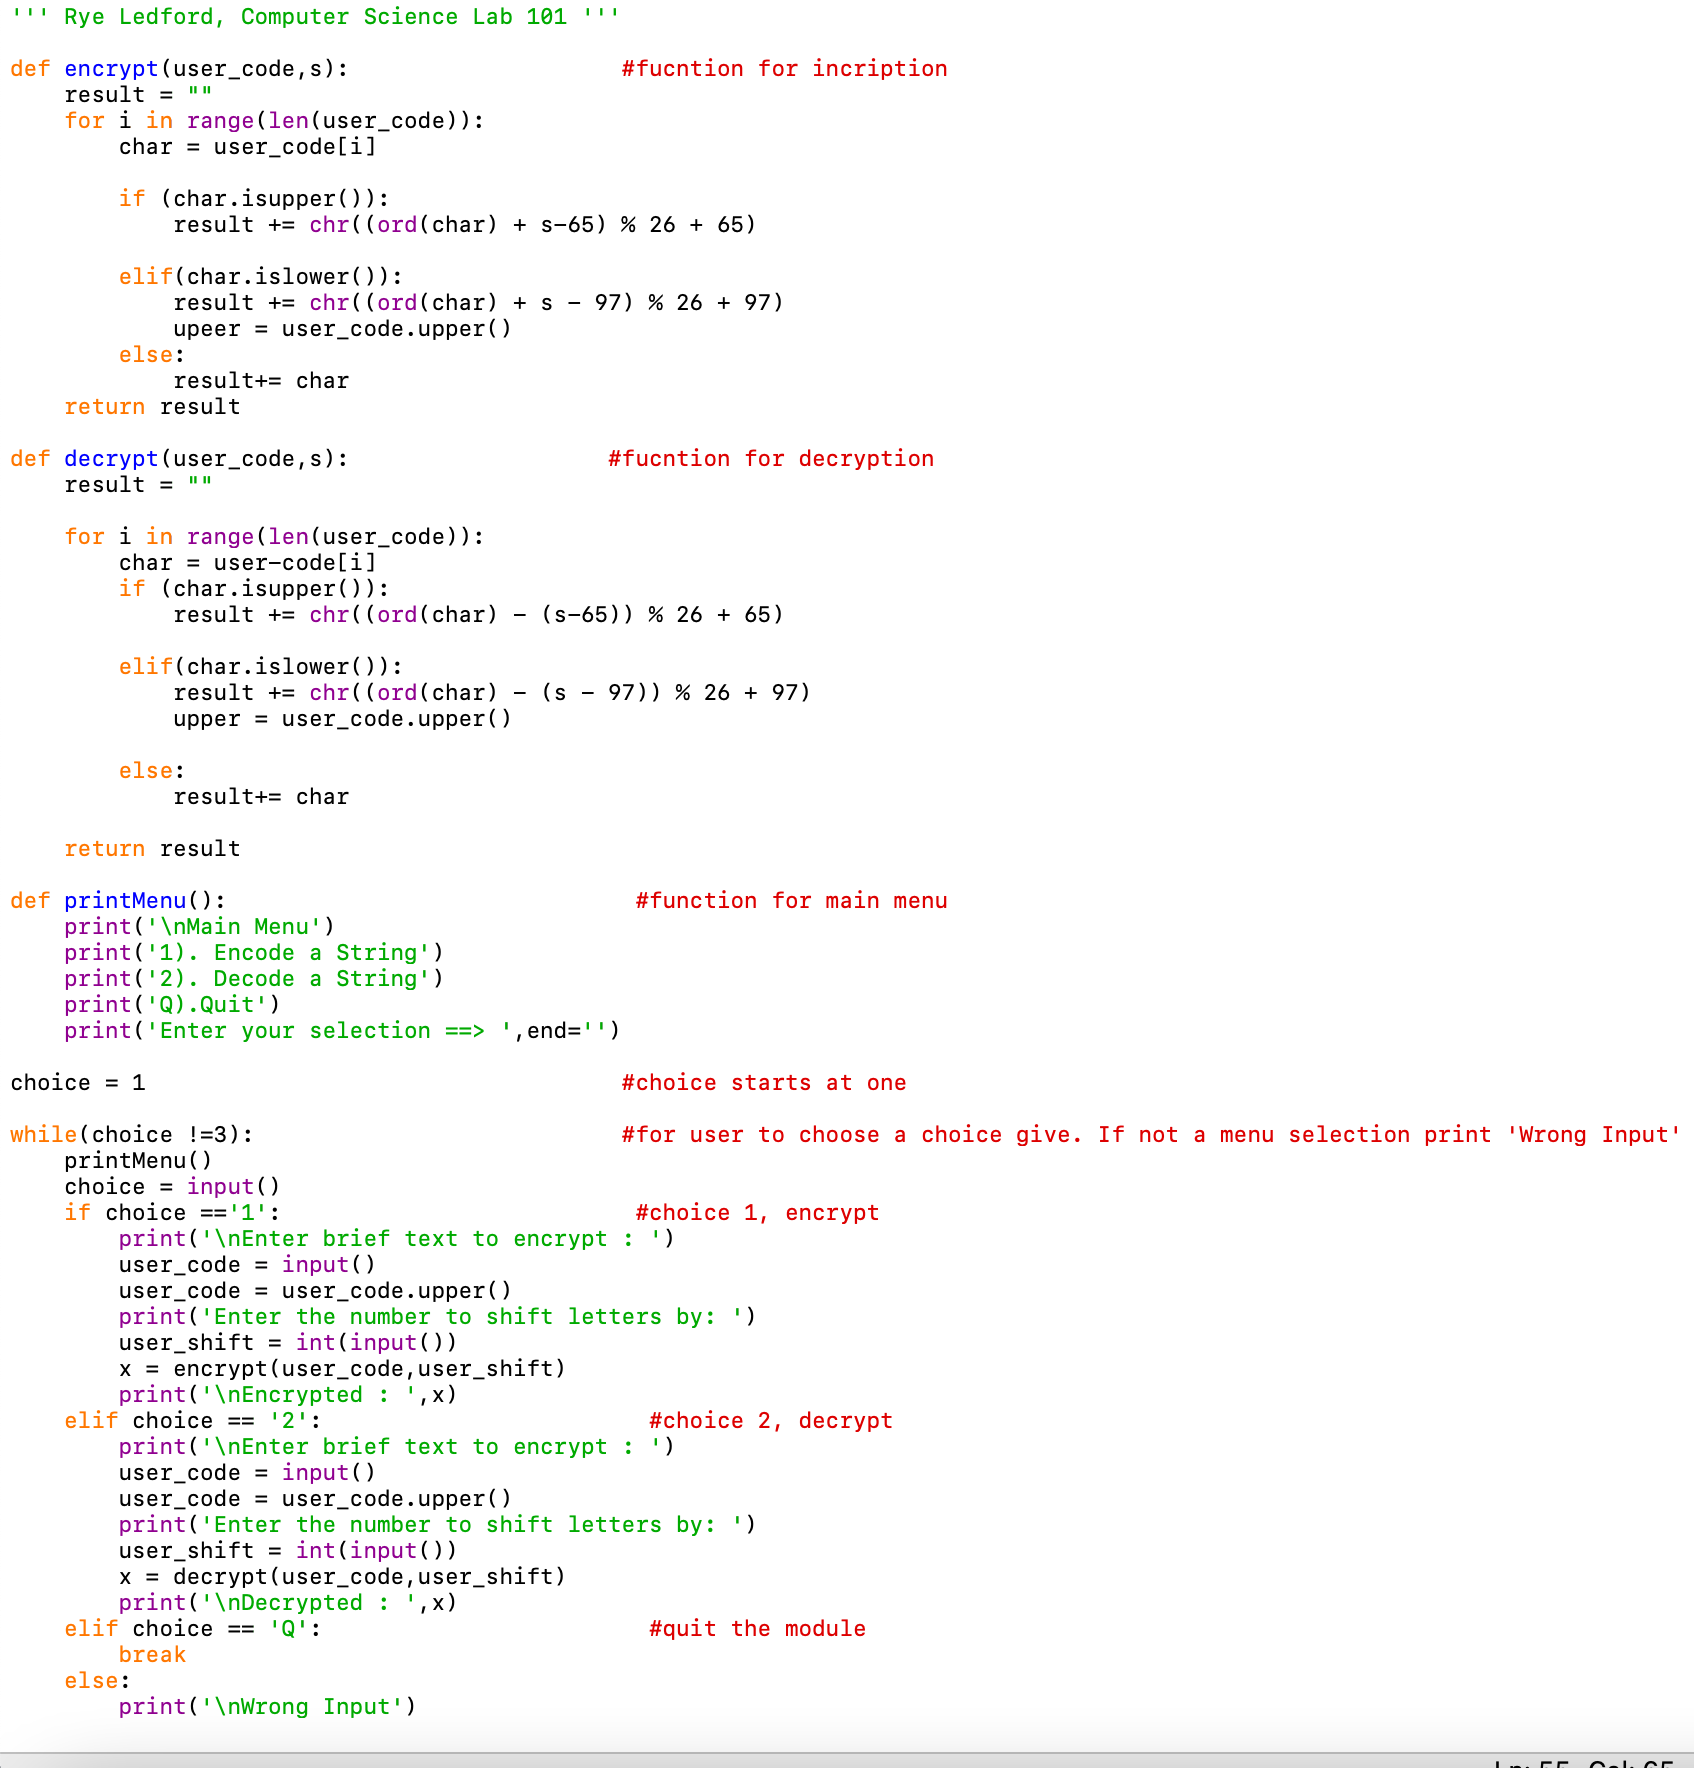 ''' Rye Ledford, Computer Science Lab 101 '''

def encrypt(user_code,s):                    #fucntion for incription
    result = ""
    for i in range(len(user_code)):
        char = user_code[i]

        if (char.isupper()):
            result += chr((ord(char) + s-65) % 26 + 65)

        elif(char.islower()):
            result += chr((ord(char) + s - 97) % 26 + 97)
            upeer = user_code.upper()
        else:
            result+= char
    return result

def decrypt(user_code,s):                   #fucntion for decryption
    result = ""

    for i in range(len(user_code)):
        char = user-code[i]
        if (char.isupper()):
            result += chr((ord(char) - (s-65)) % 26 + 65)

        elif(char.islower()):
            result += chr((ord(char) - (s - 97)) % 26 + 97)
            upper = user_code.upper()

        else:
            result+= char

    return result

def printMenu():                              #function for main menu
    print('\nMain Menu')
    print('1). Encode a String')
    print('2). Decode a String')
    print('Q).Quit')
    print('Enter your selection ==> ',end='')

choice = 1                                   #choice starts at one

while(choice !=3):                           #for user to choose a choice give. If not a menu selection print 'Wrong Input'
    printMenu()
    choice = input()
    if choice =='1':                          #choice 1, encrypt
        print('\nEnter brief text to encrypt : ')
        user_code = input()
        user_code = user_code.upper()
        print('Enter the number to shift letters by: ')
        user_shift = int(input())
        x = encrypt(user_code,user_shift)
        print('\nEncrypted : ',x)
    elif choice == '2':                        #choice 2, decrypt
        print('\nEnter brief text to encrypt : ')
        user_code = input()
        user_code = user_code.upper()
        print('Enter the number to shift letters by: ')
        user_shift = int(input())
        x = decrypt(user_code,user_shift)
        print('\nDecrypted : ',x)
    elif choice == 'Q':                        #quit the module
        break
    else:
        print('\nWrong Input')